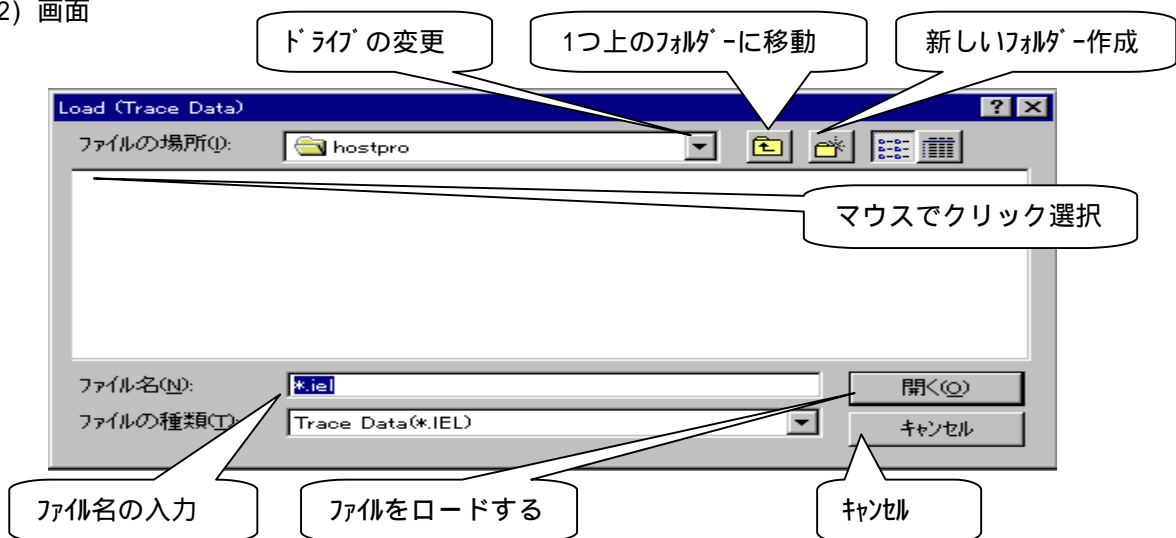 2) 画面
ﾄﾞﾗｲﾌﾞの変更
1つ上のﾌｫﾙﾀﾞｰに移動
新しいﾌｫﾙﾀﾞｰ作成
Load (Trace Data)
ファイルの場所(I):
hostpro
マウスでクリック選択
ファイル名(N):
*.iel
開く(O)
ファイルの種類(T):
Trace Data(*.IEL)
キャンセル
ﾌｧｲﾙ名の入力
ﾌｧｲﾙをロードする
ｷｬﾝｾﾙ